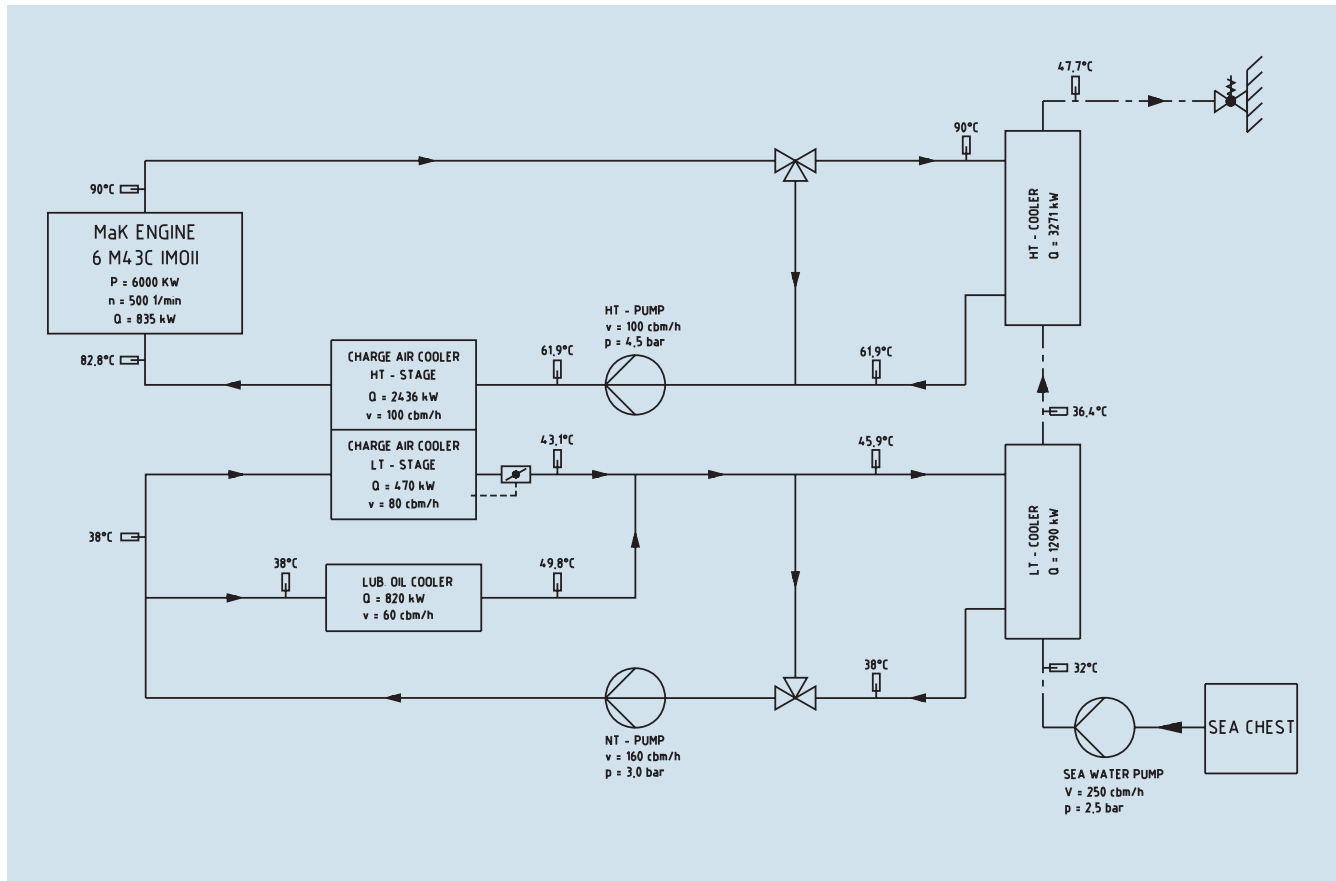 47.7°C
90°C
90°C
MaK ENGINE
6 M43C IMOII
P = 6000 KW
n = 500 1/min
Q = 835 kW
HT - COOLER
Q = 3271 kW
82.8°C
CHARGE AIR COOLER
HT - STAGE
Q = 2436 kW
v = 100 cbm/h
61.9°C
HT - PUMP
v = 100 cbm/h
p = 4.5 bar
61.9°C
36.4°C
CHARGE AIR COOLER
LT - STAGE
Q = 470 kW
v = 80 cbm/h
43.1°C
45.9°C
LT - COOLER
Q = 1290 kW
38°C
38°C
LUB. OIL COOLER
Q = 820 kW
v = 60 cbm/h
49.8°C
38°C
32°C
NT - PUMP
v = 160 cbm/h
p = 3.0 bar
SEA CHEST
SEA WATER PUMP
V = 250 cbm/h
p = 2.5 bar